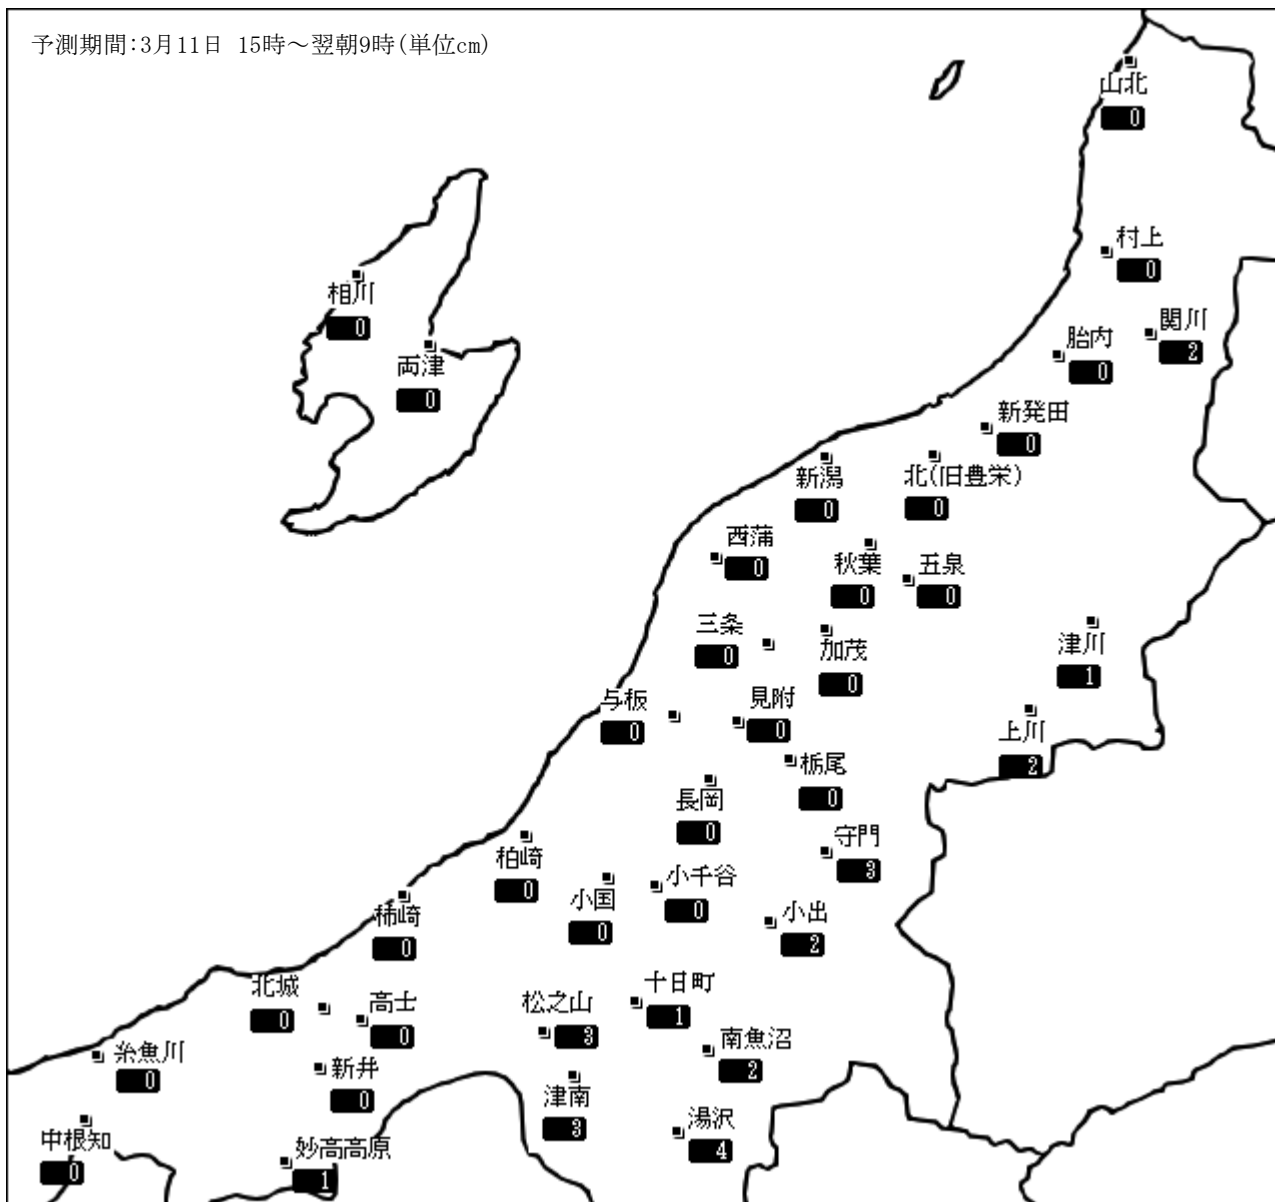 予測期間:3月11日 15時～翌朝9時(単位cm)
山北
0
村上
0
相川
0
関川
2
胎内
0
両津
0
新発田
0
新潟
0
北(旧豊栄)
0
西蒲
0
秋葉
0
五泉
0
三条
0
加茂
0
津川
1
与板
0
見附
0
上川
2
栃尾
0
長岡
0
守門
3
柏崎
0
小国
0
小千谷
0
柿崎
0
小出
2
北城
0
高士
0
松之山
3
十日町
1
糸魚川
0
新井
0
南魚沼
2
津南
3
湯沢
4
中根知
0
妙高高原
1